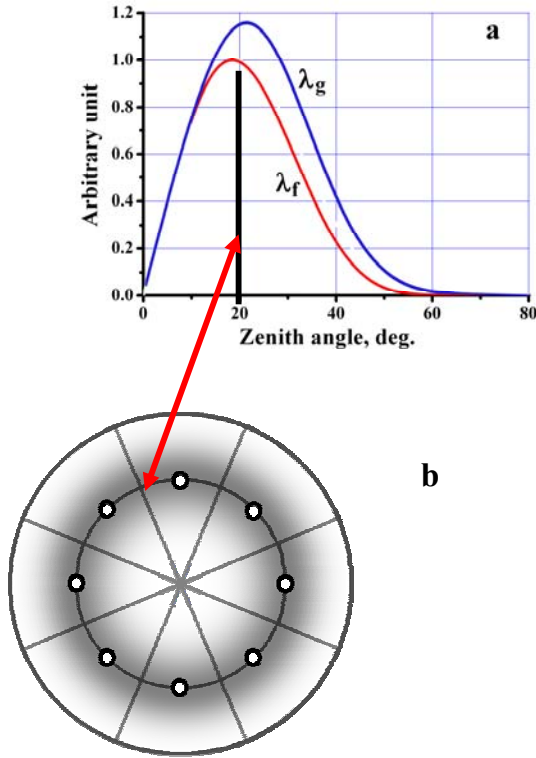 1.2
a
1.0
λg
0.8
0.6
λf
0.4
0.2
0.0
0 20 40 60 80
Arbitrary unit
Zenith angle, deg.
b